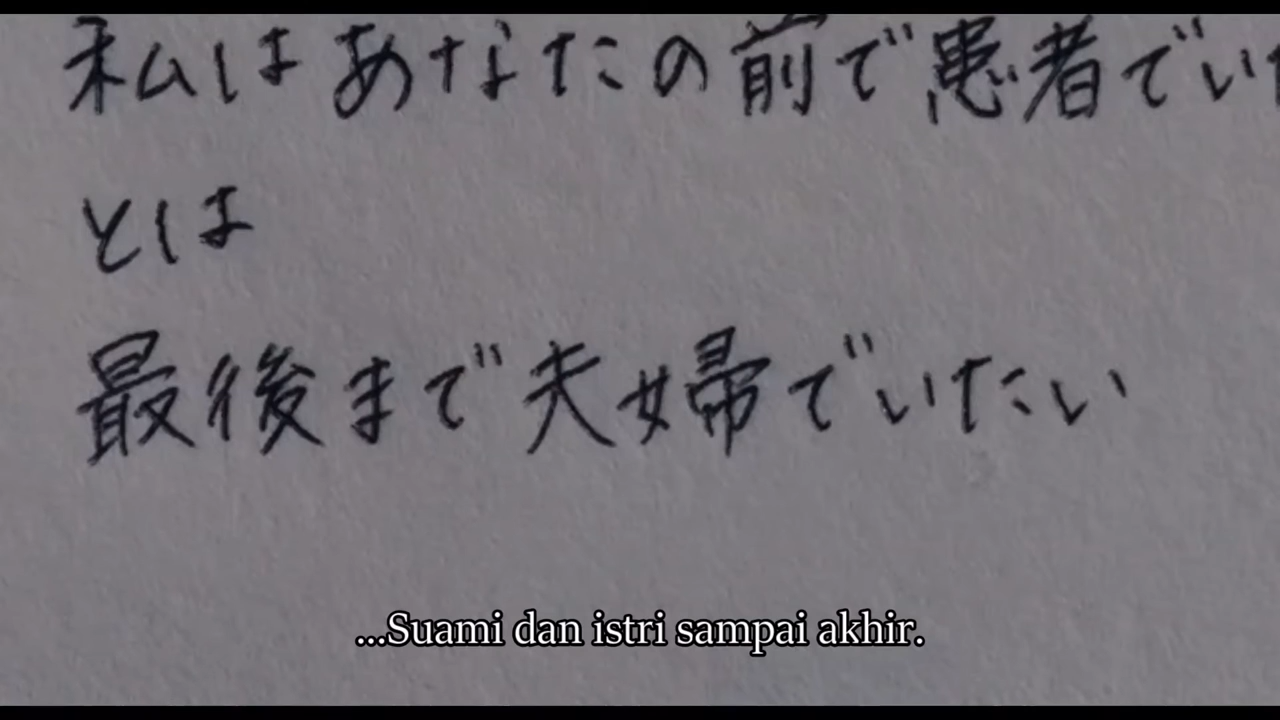 私はあなたの前で患者でいた
とは
最後まで夫婦でいたい
...Suami dan istri sampai akhir.